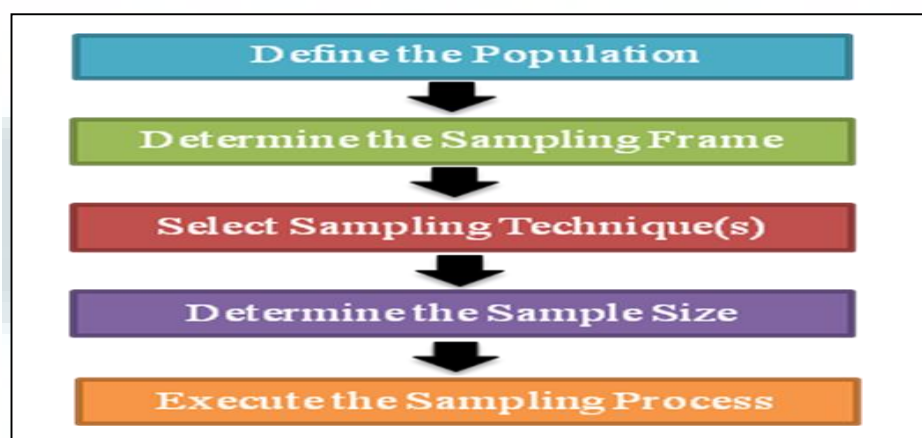 Define the Population
Determine the Sampling Frame
Select Sampling Technique(s)
Determine the Sample Size
Execute the Sampling Process